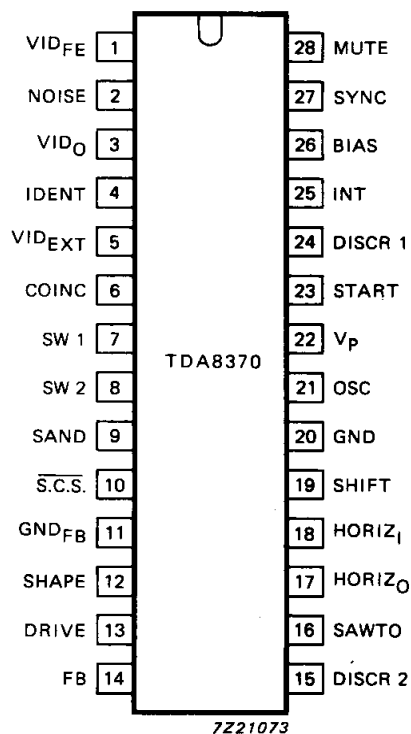 VIDFE 1 28 MUTE
NOISE 2 27 SYNC
VIDO 3 26 BIAS
IDENT 4 25 INT
VIDEXT 5 24 DISCR 1
COINC 6 23 START
SW 1 7 22 VP
TDA8370
SW 2 8 21 OSC
SAND 9 20 GND
S.C.S. 10 19 SHIFT
GNDFB 11 18 HORIZI
SHAPE 12 17 HORIZO
DRIVE 13 16 SAWTO
FB 14 15 DISCR 2
7Z21073